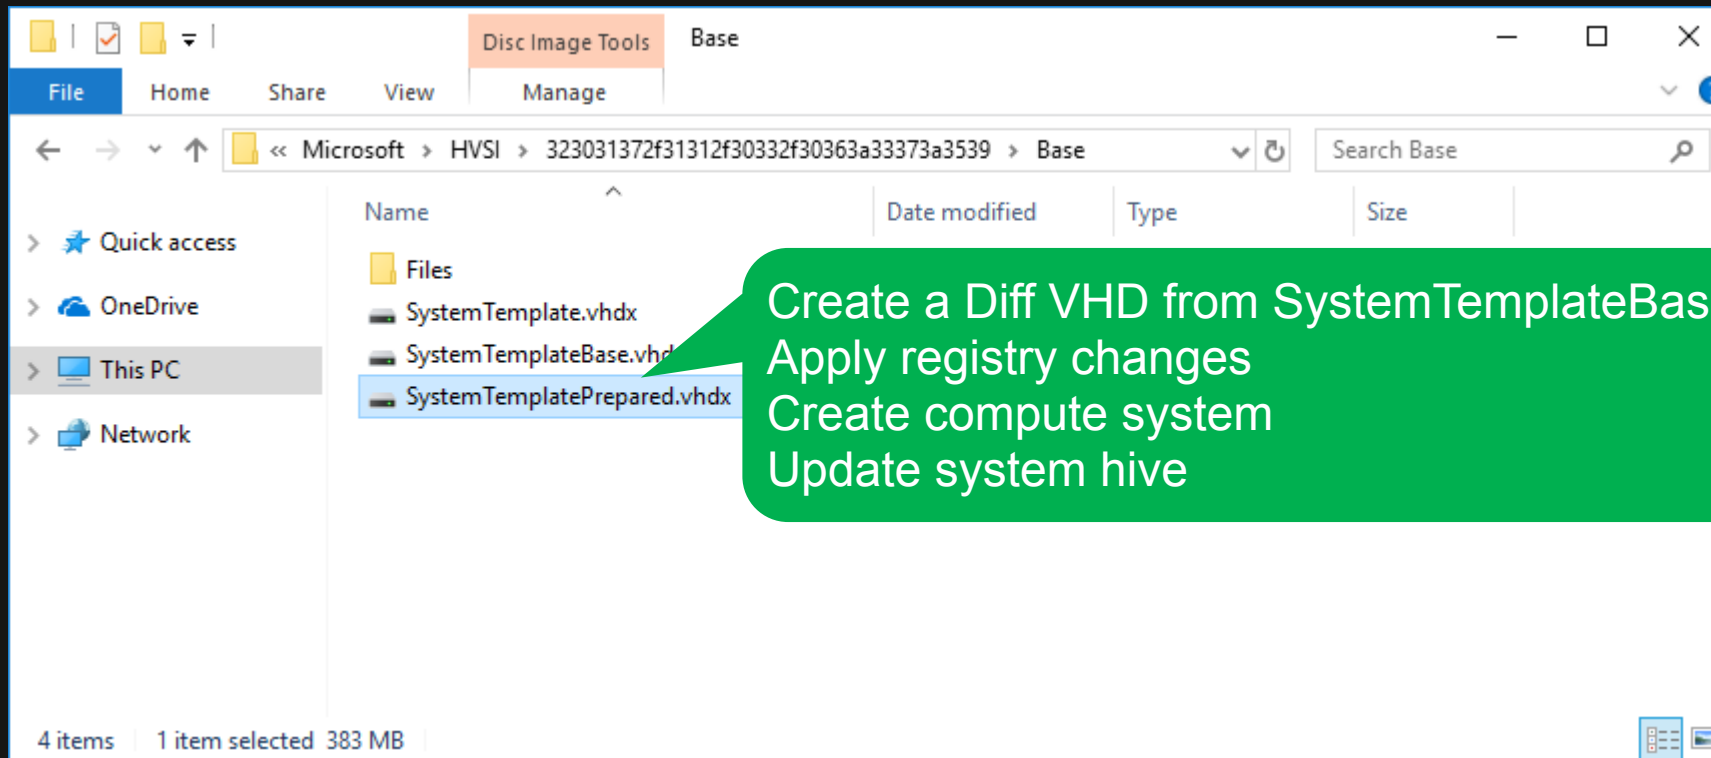 Disc Image Tools
Base
File
Home
Share
View
Manage
« Microsoft › HVSI › 323031372f31312f30332f30363a33373a3539 › Base
Search Base
Name
Date modified
Type
Size
Quick access
OneDrive
This PC
Network
Files
SystemTemplate.vhdx
SystemTemplateBase.vhd
SystemTemplatePrepared.vhdx
Create a Diff VHD from SystemTemplateBas
Apply registry changes
Create compute system
Update system hive
4 items
1 item selected 383 MB